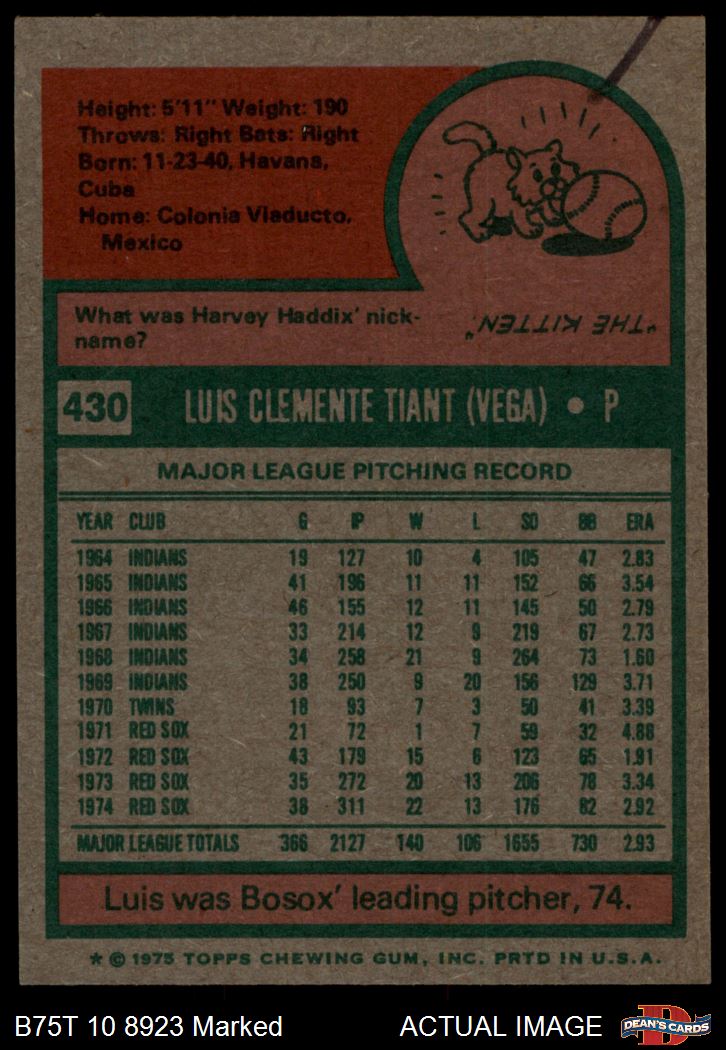 Height: 5'11" Weight: 190
Throws: Right Bats: Right
Born: 11-23-40, Havana,
Cuba
Home: Colonia Viaducto,
Mexico
What was Harvey Haddix' nick-
name?
"THE KITTEN"
430 LUIS CLEMENTE TIANT (VEGA) • P
MAJOR LEAGUE PITCHING RECORD
YEAR CLUB G IP W L SO BB ERA
1964 INDIANS 19 127 10 4 105 47 2.83
1965 INDIANS 41 196 11 11 152 66 3.54
1966 INDIANS 46 155 12 11 145 50 2.79
1967 INDIANS 33 214 12 9 219 67 2.73
1968 INDIANS 34 258 21 9 264 73 1.60
1969 INDIANS 38 250 9 20 156 129 3.71
1970 TWINS 18 93 7 3 50 41 3.39
1971 RED SOX 21 72 1 7 59 32 4.88
1972 RED SOX 43 179 15 6 123 65 1.91
1973 RED SOX 35 272 20 13 206 78 3.34
1974 RED SOX 38 311 22 13 176 82 2.92
MAJOR LEAGUE TOTALS 366 2127 140 106 1655 730 2.93
Luis was Bosox' leading pitcher, 74.
* © 1975 TOPPS CHEWING GUM, INC. PRTD IN U.S.A.
B75T 10 8923 Marked ACTUAL IMAGE
DEAN'S CARDS